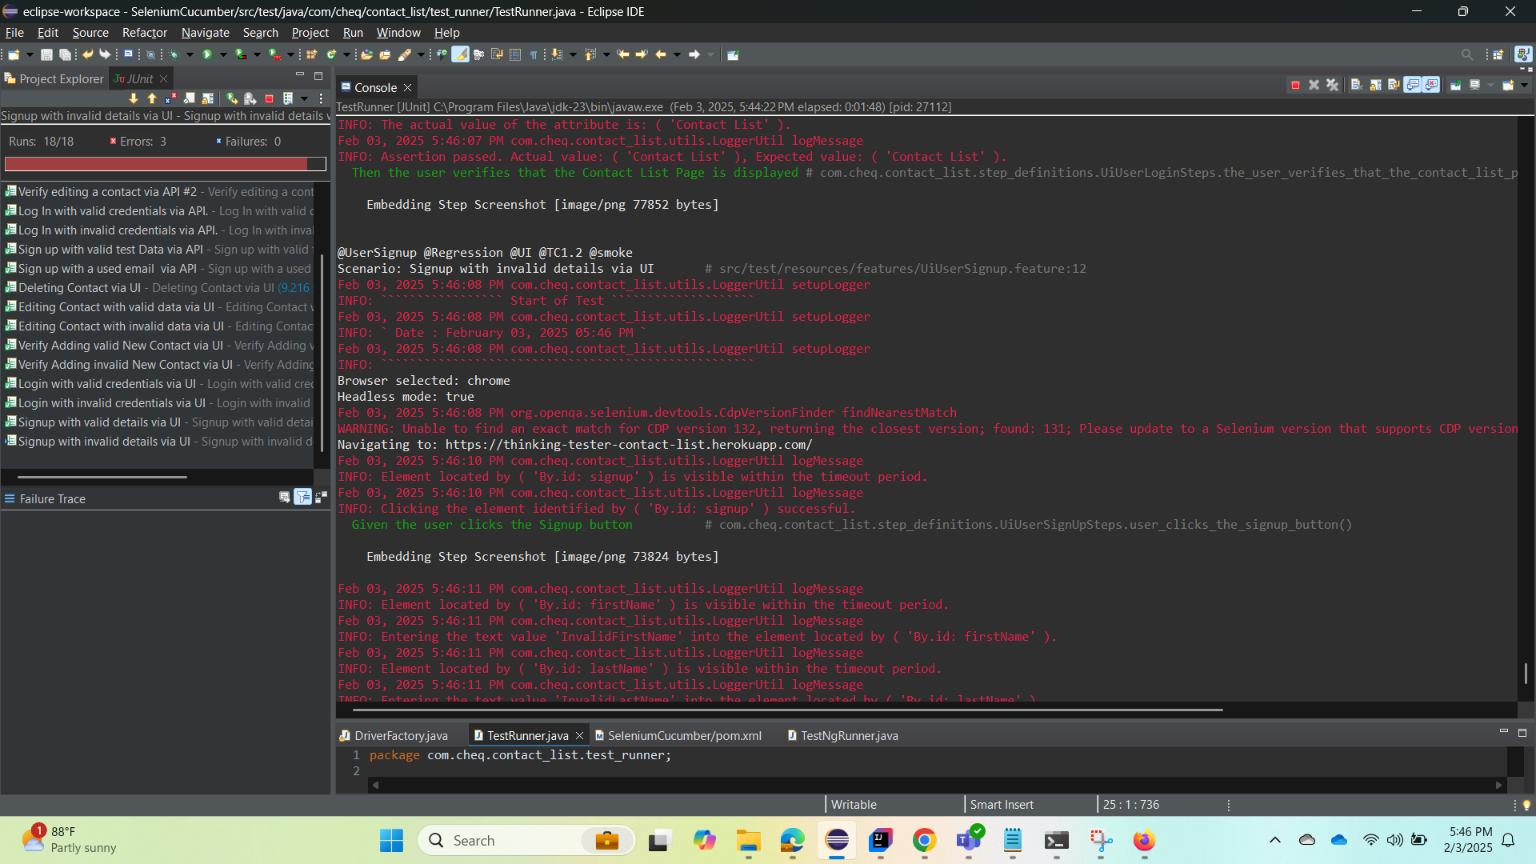 eclipse-workspace - SeleniumCucumber/src/test/java/com/cheq/contact_list/test_runner/TestRunner.java - Eclipse IDE
File Edit Source Refactor Navigate Search Project Run Window Help
Project Explorer JUnit
Signup with invalid details via UI - Signup with invalid details v
Runs: 18/18 Errors: 3 Failures: 0
Verify editing a contact via API #2 - Verify editing a cont
Log In with valid credentials via API. - Log In with valid c
Log In with invalid credentials via API. - Log In with inva
Sign up with valid test Data via API - Sign up with valid
Sign up with a used email via API - Sign up with a used
Deleting Contact via UI - Deleting Contact via UI (9.216
Editing Contact with valid data via UI - Editing Contact v
Editing Contact with invalid data via UI - Editing Contac
Verify Adding valid New Contact via UI - Verify Adding v
Verify Adding invalid New Contact via UI - Verify Adding
Login with valid credentials via UI - Login with valid cred
Login with invalid credentials via UI - Login with invalid
Signup with valid details via UI - Signup with valid detai
Signup with invalid details via UI - Signup with invalid d
Failure Trace
Console
TestRunner [JUnit] C:\Program Files\Java\jdk-23\bin\javaw.exe (Feb 3, 2025, 5:44:22 PM elapsed: 0:01:48) [pid: 27112]
INFO: The actual value of the attribute is: ( 'Contact List' ).
Feb 03, 2025 5:46:07 PM com.cheq.contact_list.utils.LoggerUtil logMessage
INFO: Assertion passed. Actual value: ( 'Contact List' ), Expected value: ( 'Contact List' ).
Then the user verifies that the Contact List Page is displayed # com.cheq.contact_list.step_definitions.UiUserLoginSteps.the_user_verifies_that_the_contact_list_p
Embedding Step Screenshot [image/png 77852 bytes]
@UserSignup @Regression @UI @TC1.2 @smoke
Scenario: Signup with invalid details via UI # src/test/resources/features/UiUserSignup.feature:12
Feb 03, 2025 5:46:08 PM com.cheq.contact_list.utils.LoggerUtil setupLogger
INFO: ````````````````` Start of Test ````````````````````
Feb 03, 2025 5:46:08 PM com.cheq.contact_list.utils.LoggerUtil setupLogger
INFO: ` Date : February 03, 2025 05:46 PM `
Feb 03, 2025 5:46:08 PM com.cheq.contact_list.utils.LoggerUtil setupLogger
INFO: ````````````````````````````````````````````````````
Browser selected: chrome
Headless mode: true
Feb 03, 2025 5:46:08 PM org.openqa.selenium.devtools.CdpVersionFinder findNearestMatch
WARNING: Unable to find an exact match for CDP version 132, returning the closest version; found: 131; Please update to a Selenium version that supports CDP version
Navigating to: https://thinking-tester-contact-list.herokuapp.com/
Feb 03, 2025 5:46:10 PM com.cheq.contact_list.utils.LoggerUtil logMessage
INFO: Element located by ( 'By.id: signup' ) is visible within the timeout period.
Feb 03, 2025 5:46:10 PM com.cheq.contact_list.utils.LoggerUtil logMessage
INFO: Clicking the element identified by ( 'By.id: signup' ) successful.
Given the user clicks the Signup button # com.cheq.contact_list.step_definitions.UiUserSignUpSteps.user_clicks_the_signup_button()
Embedding Step Screenshot [image/png 73824 bytes]
Feb 03, 2025 5:46:11 PM com.cheq.contact_list.utils.LoggerUtil logMessage
INFO: Element located by ( 'By.id: firstName' ) is visible within the timeout period.
Feb 03, 2025 5:46:11 PM com.cheq.contact_list.utils.LoggerUtil logMessage
INFO: Entering the text value 'InvalidFirstName' into the element located by ( 'By.id: firstName' ).
Feb 03, 2025 5:46:11 PM com.cheq.contact_list.utils.LoggerUtil logMessage
INFO: Element located by ( 'By.id: lastName' ) is visible within the timeout period.
Feb 03, 2025 5:46:11 PM com.cheq.contact_list.utils.LoggerUtil logMessage
INFO: Entering the text value 'InvalidLastName' into the element located by ( 'By.id: lastName' )
DriverFactory.java TestRunner.java SeleniumCucumber/pom.xml TestNgRunner.java
1 package com.cheq.contact_list.test_runner;
2
Writable Smart Insert 25 : 1 : 736
1 88°F
Partly sunny
Search
5:46 PM
2/3/2025